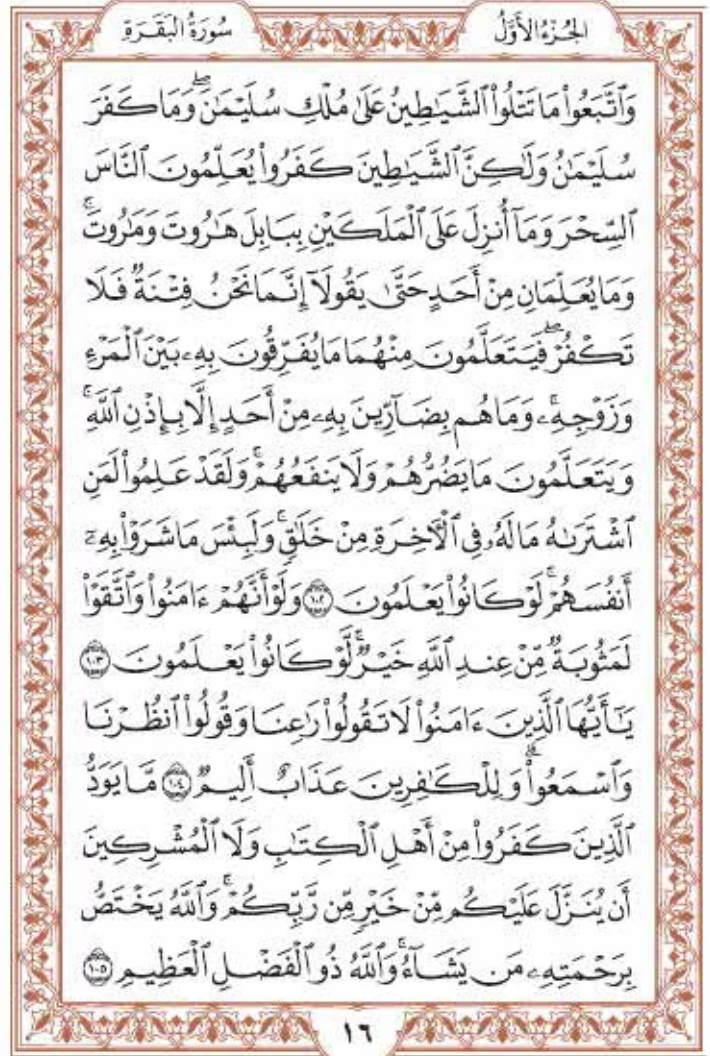 الجُزْءُ الأَوَّلُ
سُورَةُ الْبَقَرَةِ
وَٱتَّبَعُوا۟ مَا تَتْلُوا۟ ٱلشَّيَـٰطِينُ عَلَىٰ مُلْكِ سُلَيْمَـٰنَ ۖ وَمَا كَفَرَ
سُلَيْمَـٰنُ وَلَـٰكِنَّ ٱلشَّيَـٰطِينَ كَفَرُوا۟ يُعَلِّمُونَ ٱلنَّاسَ
ٱلسِّحْرَ وَمَآ أُنزِلَ عَلَى ٱلْمَلَكَيْنِ بِبَابِلَ هَـٰرُوتَ وَمَـٰرُوتَ ۚ
وَمَا يُعَلِّمَانِ مِنْ أَحَدٍ حَتَّىٰ يَقُولَآ إِنَّمَا نَحْنُ فِتْنَةٌ فَلَا
تَكْفُرْ ۖ فَيَتَعَلَّمُونَ مِنْهُمَا مَا يُفَرِّقُونَ بِهِۦ بَيْنَ ٱلْمَرْءِ
وَزَوْجِهِۦ ۚ وَمَا هُم بِضَآرِّينَ بِهِۦ مِنْ أَحَدٍ إِلَّا بِإِذْنِ ٱللَّهِ ۚ
وَيَتَعَلَّمُونَ مَا يَضُرُّهُمْ وَلَا يَنفَعُهُمْ ۚ وَلَقَدْ عَلِمُوا۟ لَمَنِ
ٱشْتَرَىٰهُ مَا لَهُۥ فِى ٱلْـَٔاخِرَةِ مِنْ خَلَـٰقٍ ۚ وَلَبِئْسَ مَا شَرَوْا۟ بِهِۦٓ
أَنفُسَهُمْ ۚ لَوْ كَانُوا۟ يَعْلَمُونَ ١٠٢ وَلَوْ أَنَّهُمْ ءَامَنُوا۟ وَٱتَّقَوْا۟
لَمَثُوبَةٌ مِّنْ عِندِ ٱللَّهِ خَيْرٌ ۖ لَّوْ كَانُوا۟ يَعْلَمُونَ ١٠٣
يَـٰٓأَيُّهَا ٱلَّذِينَ ءَامَنُوا۟ لَا تَقُولُوا۟ رَٰعِنَا وَقُولُوا۟ ٱنظُرْنَا
وَٱسْمَعُوا۟ ۗ وَلِلْكَـٰفِرِينَ عَذَابٌ أَلِيمٌ ١٠٤ مَّا يَوَدُّ
ٱلَّذِينَ كَفَرُوا۟ مِنْ أَهْلِ ٱلْكِتَـٰبِ وَلَا ٱلْمُشْرِكِينَ
أَن يُنَزَّلَ عَلَيْكُم مِّنْ خَيْرٍ مِّن رَّبِّكُمْ ۗ وَٱللَّهُ يَخْتَصُّ
بِرَحْمَتِهِۦ مَن يَشَآءُ ۚ وَٱللَّهُ ذُو ٱلْفَضْلِ ٱلْعَظِيمِ ١٠٥
١٦